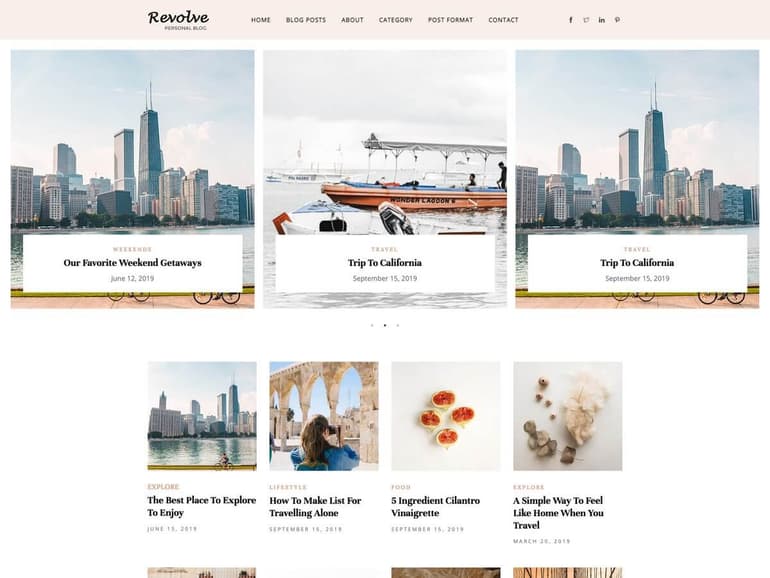 Revolve
PERSONAL BLOG.
HOME BLOG POSTS ABOUT CATEGORY POST FORMAT CONTACT
WONDER LAGOON
WEEKENDS
Our Favorite Weekend Getaways
June 12, 2019
TRAVEL
Trip To California
September 15, 2019
TRAVEL
Trip To California
September 15, 2019
EXPLORE
The Best Place To Explore
To Enjoy
JUNE 15, 2019
LIFESTYLE
How To Make List For
Travelling Alone
SEPTEMBER 15, 2019
FOOD
5 Ingredient Cilantro
Vinaigrette
SEPTEMBER 15, 2019
EXPLORE
A Simple Way To Feel
Like Home When You
Travel
MARCH 20, 2019